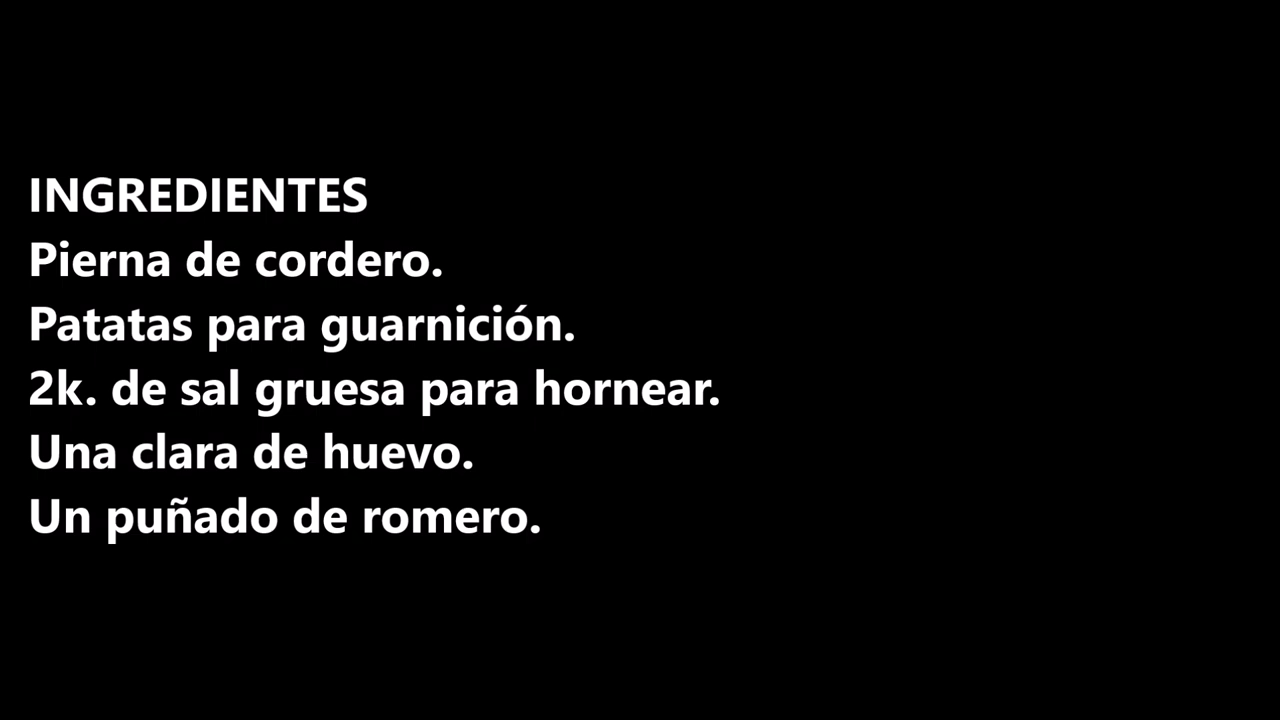 INGREDIENTES
Pierna de cordero.
Patatas para guarnición.
2k. de sal gruesa para hornear.
Una clara de huevo.
Un puñado de romero.